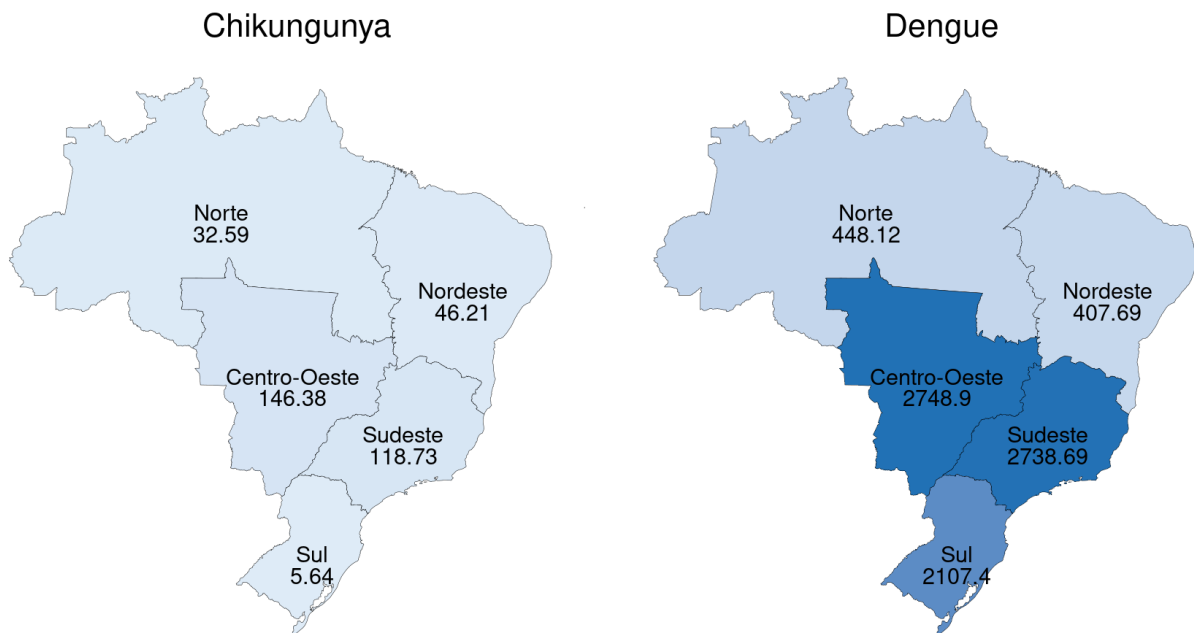 Chikungunya
Norte
32.59
Nordeste
46.21
Centro-Oeste
146.38
Sudeste
118.73
Sul
5.64
Dengue
Norte
448.12
Nordeste
407.69
Centro-Oeste
2748.9
Sudeste
2738.69
Sul
2107.4